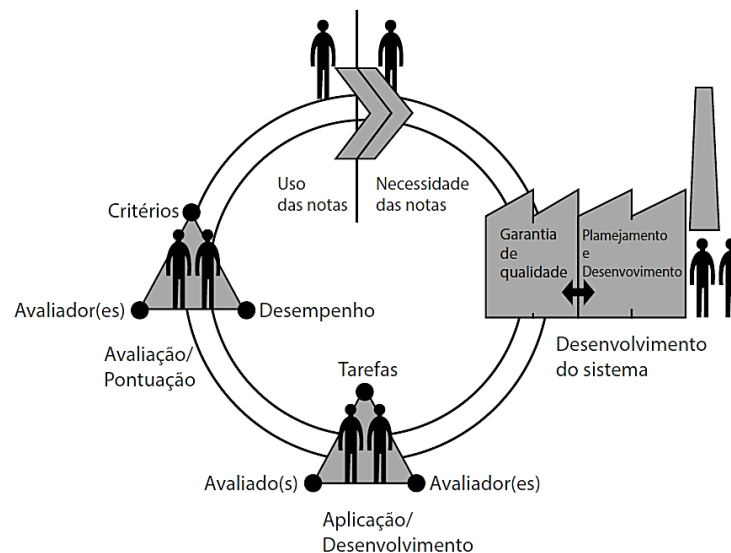 Uso
das notas
Necessidade
das notas
Critérios
Avaliador(es)
Desempenho
Avaliação/
Pontuação
Garantia
de
qualidade
Plamejamento
e
Desenvovimento
Desenvolvimento
do sistema
Tarefas
Avaliado(s)
Avaliador(es)
Aplicação/
Desenvolvimento